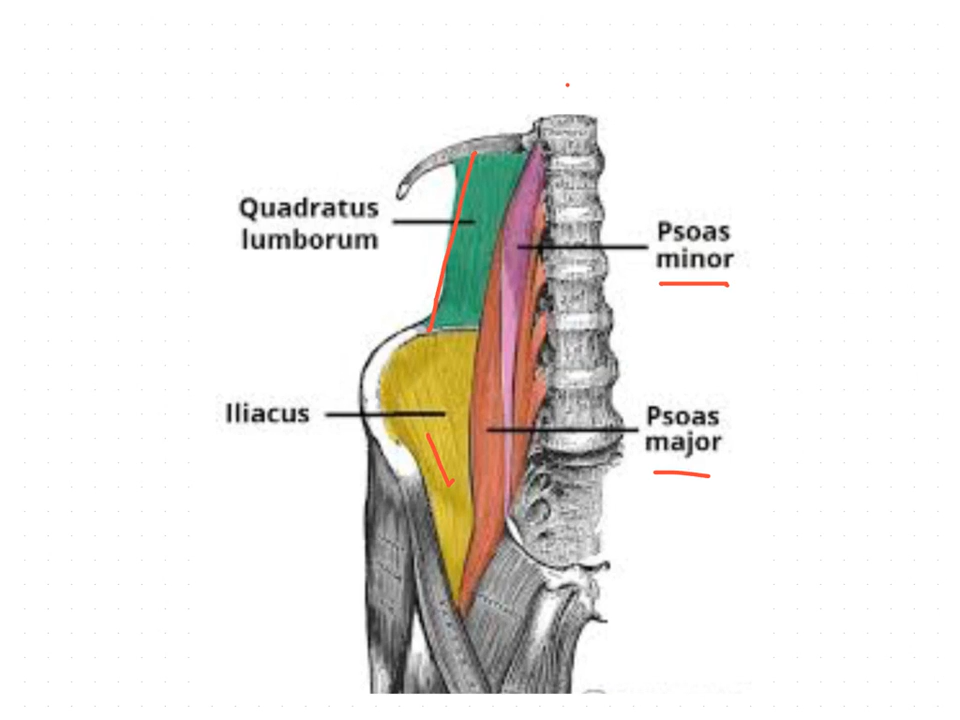 Quadratus
lumborum
Psoas
minor
Iliacus
Psoas
major